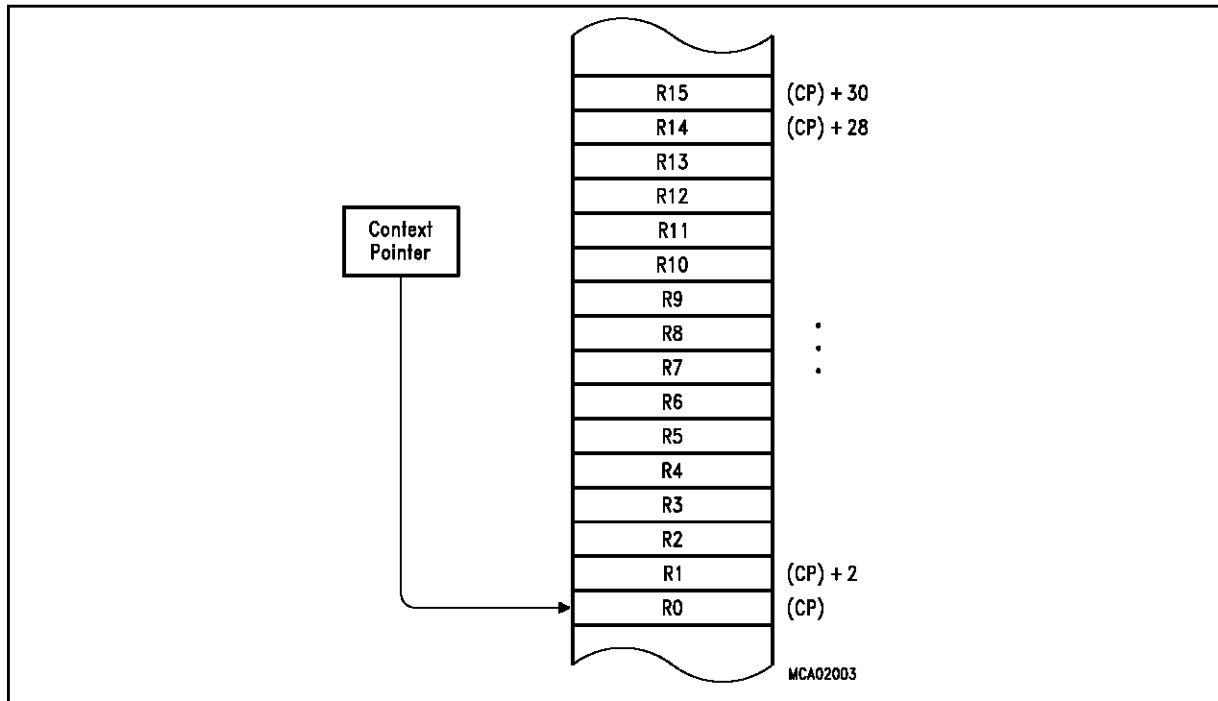 R15 (CP) + 30
R14 (CP) + 28
R13
R12
Context
Pointer
R11
R10
R9
R8
R7
R6
R5
R4
R3
R2
R1 (CP) + 2
R0 (CP)
MCA02003